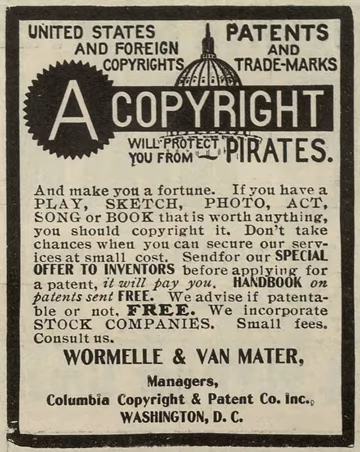 UNITED STATES
AND FOREIGN
COPYRIGHTS
PATENTS
AND
TRADE-MARKS
A COPYRIGHT
WILL PROTECT
YOU FROM ~ PIRATES.
And make you a fortune. If you have a
PLAY, SKETCH, PHOTO, ACT,
SONG or BOOK that is worth anything,
you should copyright it. Don't take
chances when you can secure our serv-
ices at small cost. Send for our SPECIAL
OFFER TO INVENTORS before applying for
a patent, it will pay you. HANDBOOK on
patents sent FREE. We advise if patenta-
ble or not, FREE. We incorporate
STOCK COMPANIES. Small fees.
Consult us.
WORMELLE & VAN MATER,
Managers,
Columbia Copyright & Patent Co. Inc.,
WASHINGTON, D. C.